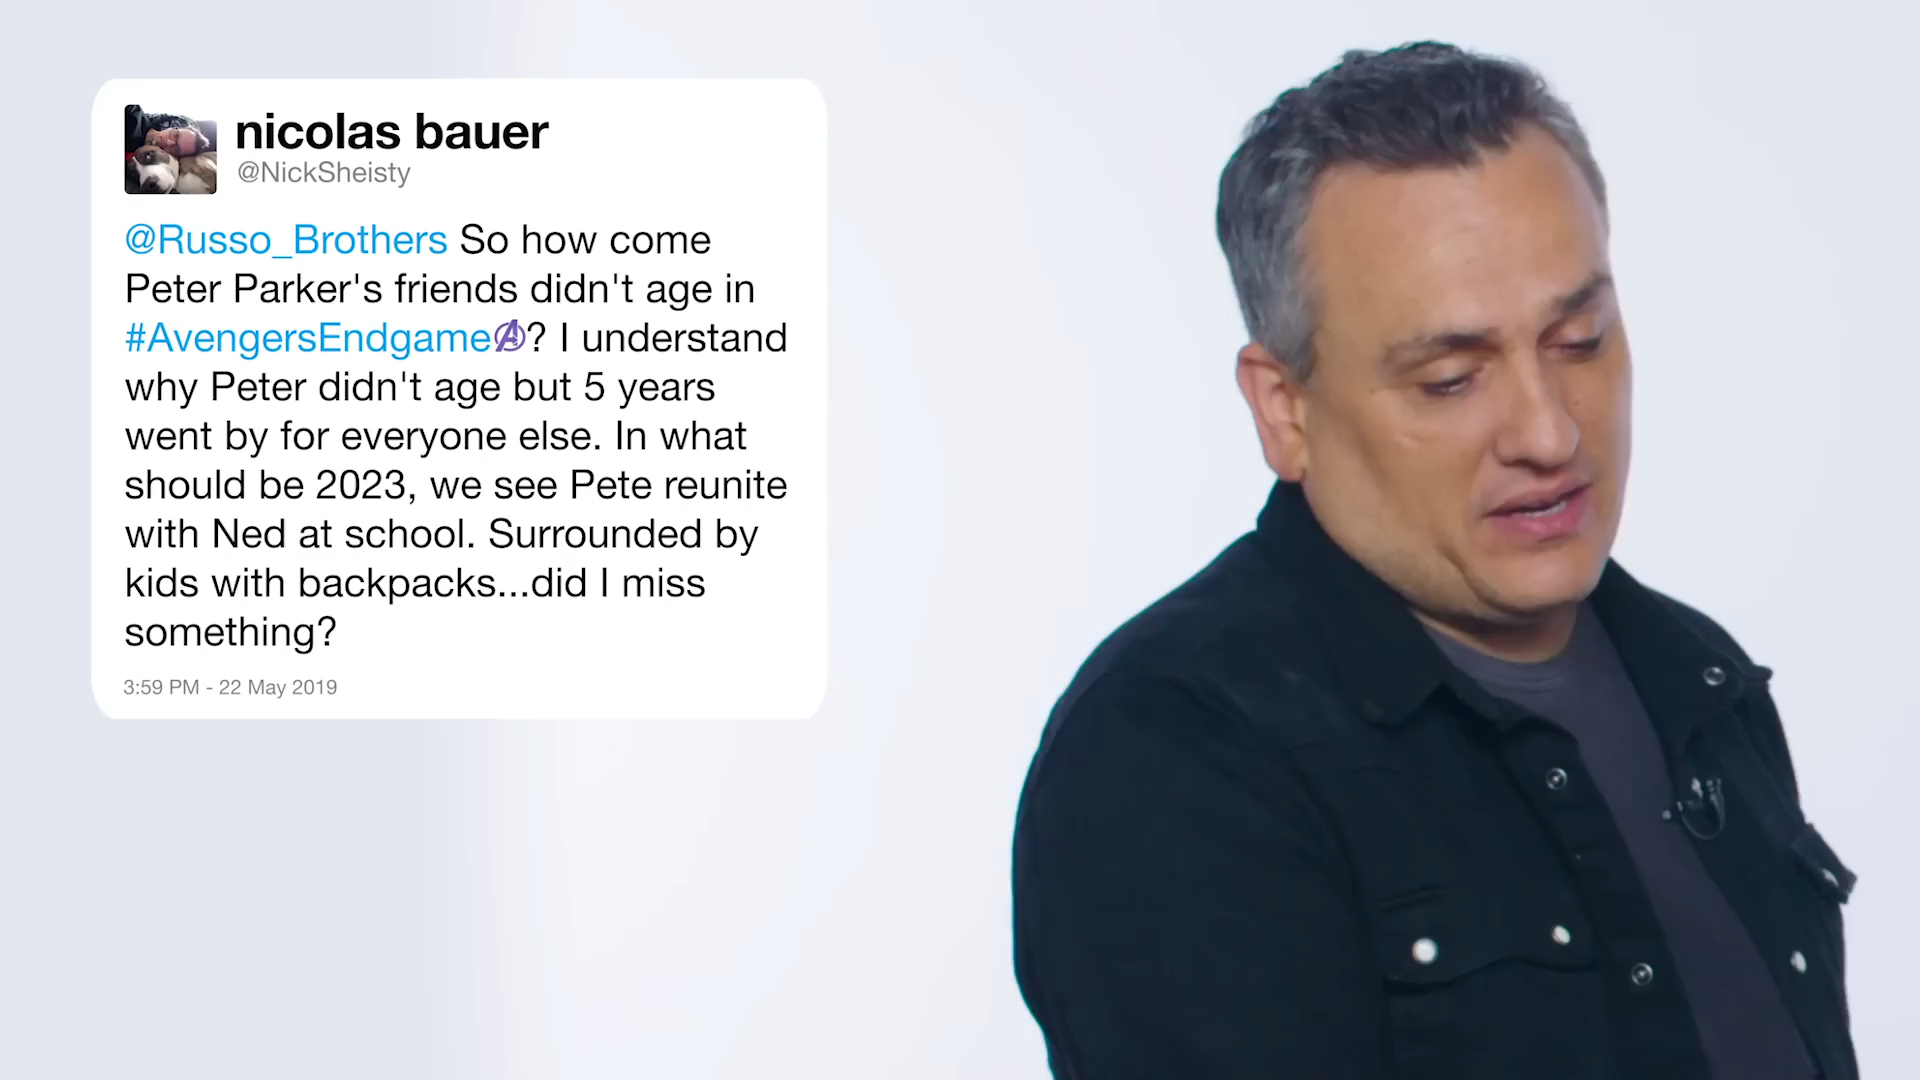 nicolas bauer
@NickSheisty
@Russo_Brothers So how come
Peter Parker's friends didn't age in
#AvengersEndgame? I understand
why Peter didn't age but 5 years
went by for everyone else. In what
should be 2023, we see Pete reunite
with Ned at school. Surrounded by
kids with backpacks...did I miss
something?
3:59 PM - 22 May 2019